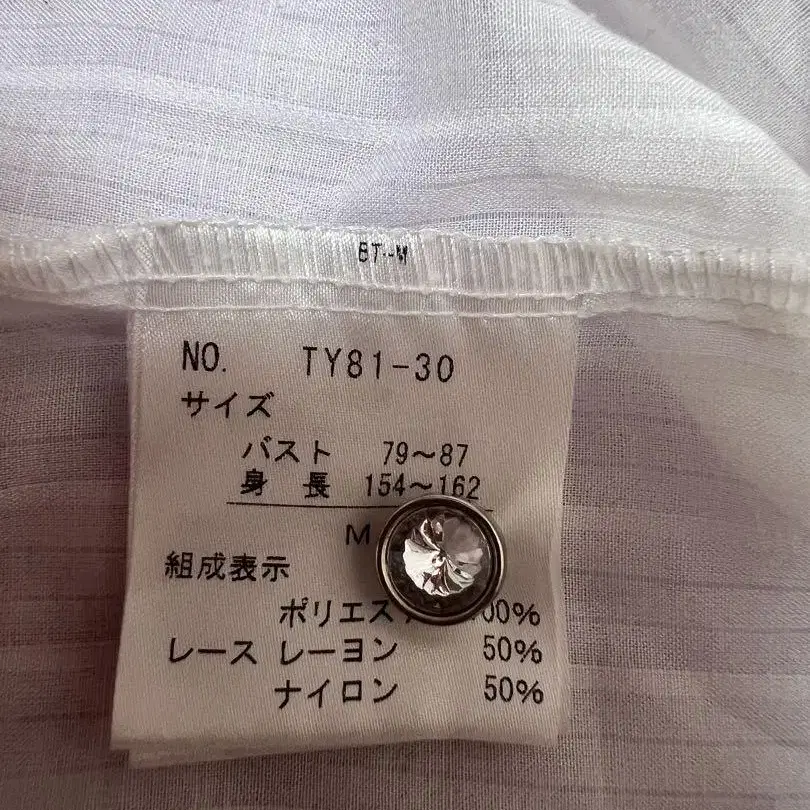 NO. TY81-30
サイズ
バスト 79～87
身 長 154～162
M
組成表示
ポリエス 00%
レース レーヨン 50%
ナイロン 50%